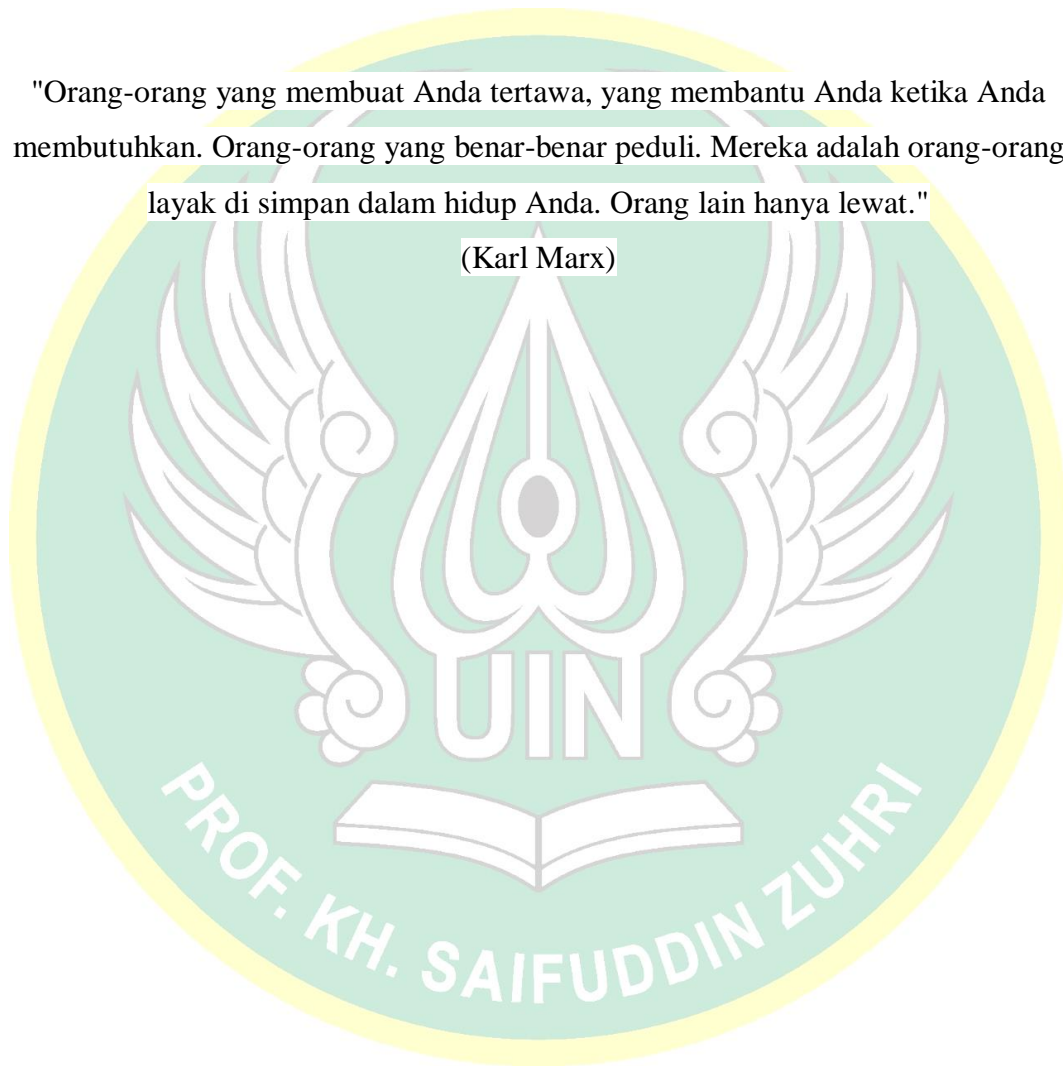 "Orang-orang yang membuat Anda tertawa, yang membantu Anda ketika Anda
membutuhkan. Orang-orang yang benar-benar peduli. Mereka adalah orang-orang
layak di simpan dalam hidup Anda. Orang lain hanya lewat."
(Karl Marx)
UIN
PROF. KH. SAIFUDDIN ZUHRI